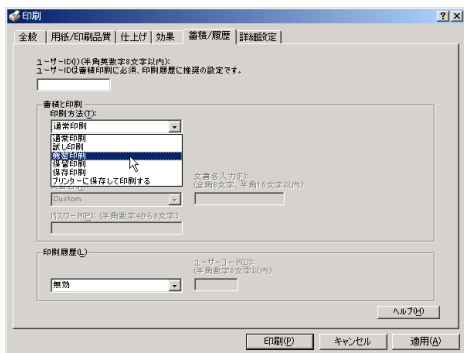 印刷
全般 用紙/印刷品質 仕上げ 効果 蓄積/履歴 詳細設定
ユーザーID(I)(半角英数字8文字以内):
ユーザーIDは蓄積印刷に必須、印刷履歴に推奨の設定です。
蓄積と印刷
印刷方法(T):
通常印刷
通常印刷
試し印刷
機密印刷
保留印刷
保存印刷
プリンターに保存して印刷する
文書名入力(F):
(全角8文字、半角16文字以内)
Custom
パスワード(P): (半角数字4から8文字)
印刷履歴(L)
ユーザーコード(C):
(半角数字8文字以内)
無効
ヘルプ(H)
印刷(P) キャンセル 適用(A)